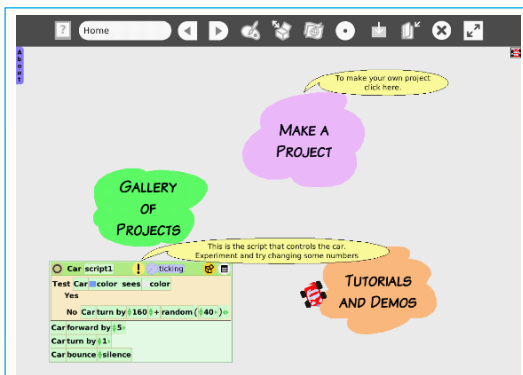 ?
Home
About
To make your own project
click here.
MAKE A
PROJECT
GALLERY
OF
PROJECTS
This is the script that controls the car.
Experiment and try changing some numbers
Car script1 ! ticking
Test Car color sees color
Yes
No Car turn by 160 + random ( 40 )
Car forward by 5
Car turn by 1
Car bounce silence
TUTORIALS
AND DEMOS